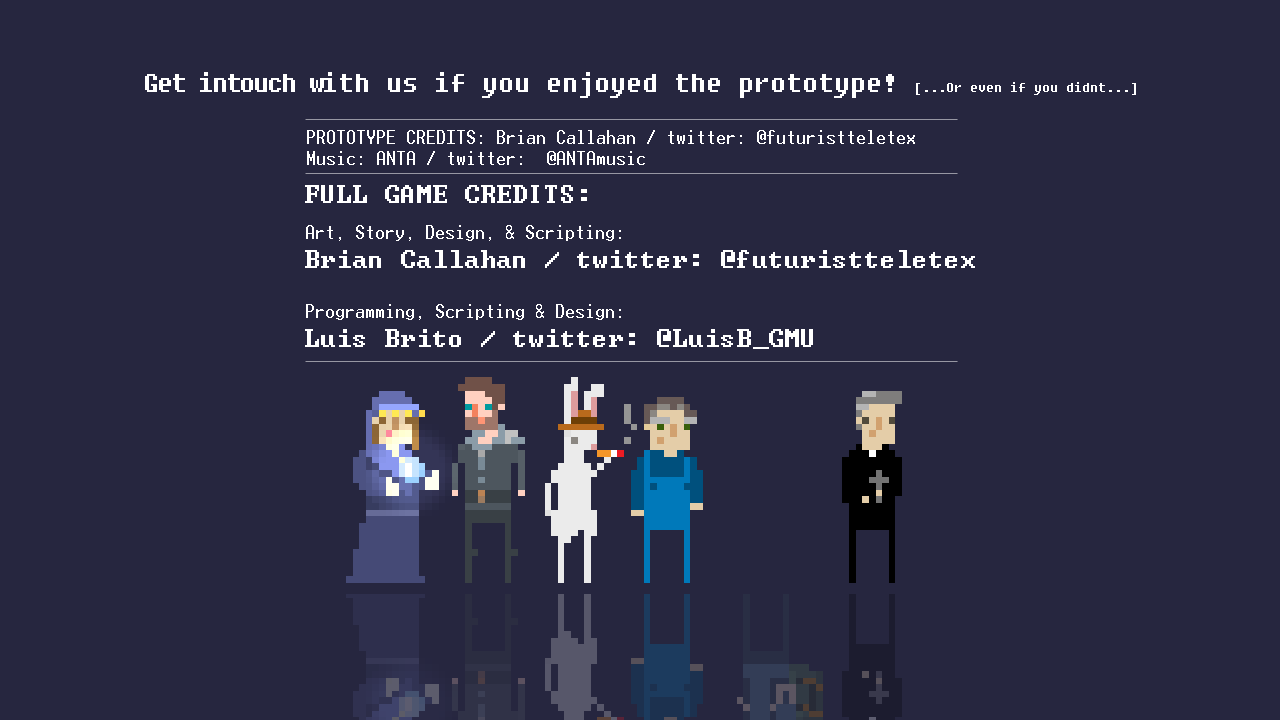 Get intouch with us if you enjoyed the prototype! [...Or even if you didnt...]
PROTOTYPE CREDITS: Brian Callahan / twitter: @futuristteletex
Music: ANTA / twitter:  @ANTAmusic
FULL GAME CREDITS:
Art, Story, Design, & Scripting:
Brian Callahan / twitter: @futuristteletex
Programming, Scripting & Design:
Luis Brito / twitter: @LuisB_GMU